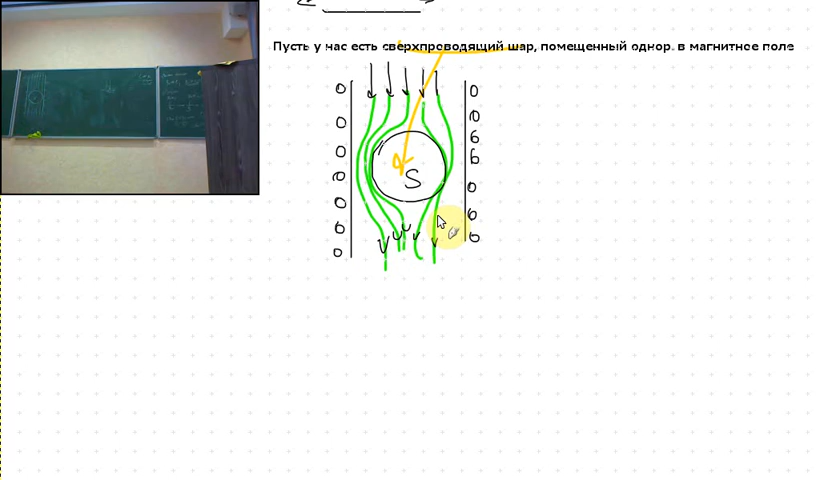 Пусть у нас есть сверхпроводящий шар, помещенный однор. в магнитное поле
S